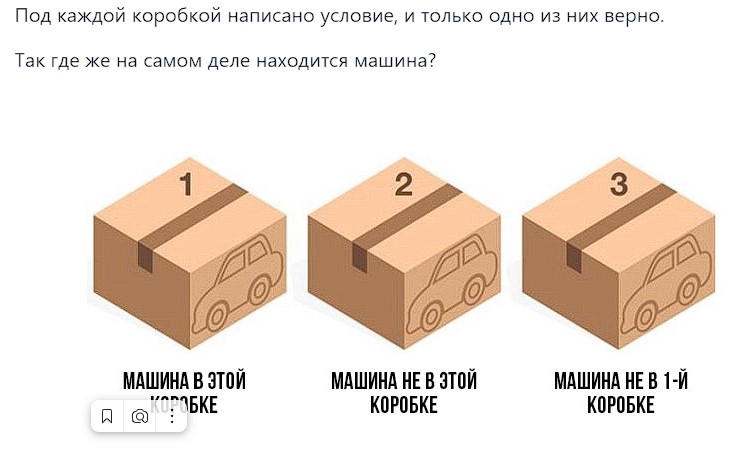 Под каждой коробкой написано условие, и только одно из них верно.
Так где же на самом деле находится машина?
1
2
3
МАШИНА В ЭТОЙ
КОРОБКЕ
МАШИНА НЕ В ЭТОЙ
КОРОБКЕ
МАШИНА НЕ В 1-Й
КОРОБКЕ